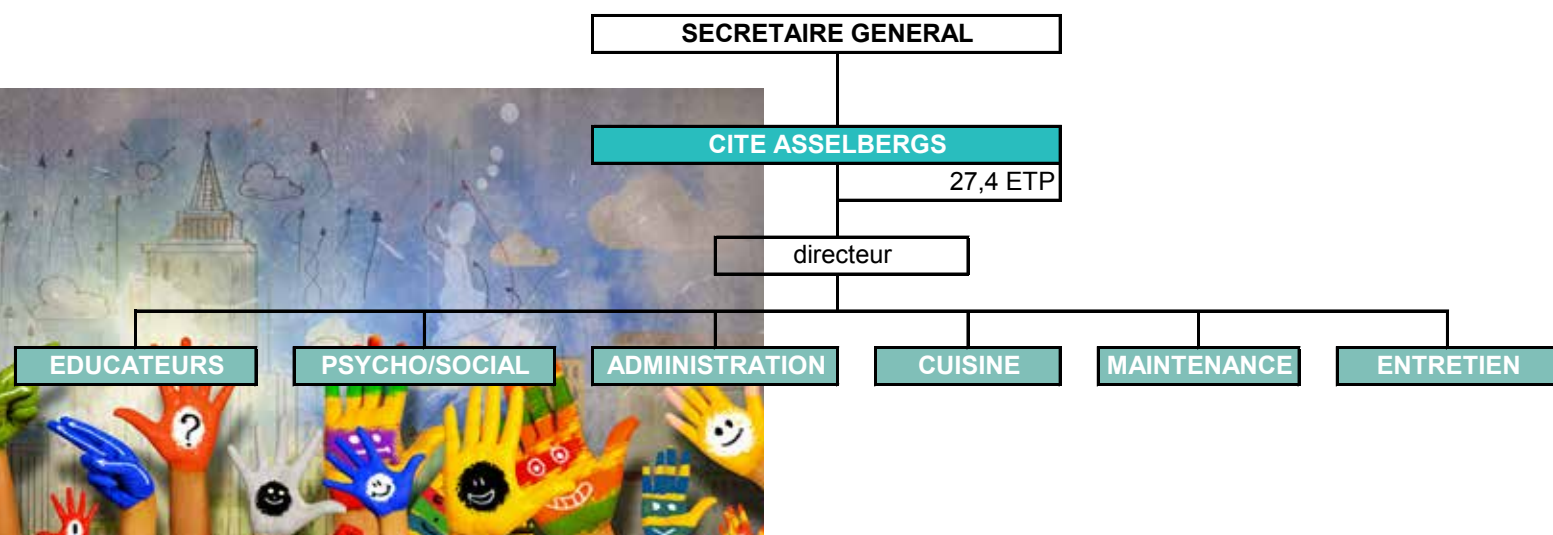 SECRETAIRE GENERAL
CITE ASSELBERGS
27,4 ETP
directeur
EDUCATEURS PSYCHO/SOCIAL ADMINISTRATION CUISINE MAINTENANCE ENTRETIEN
?
!